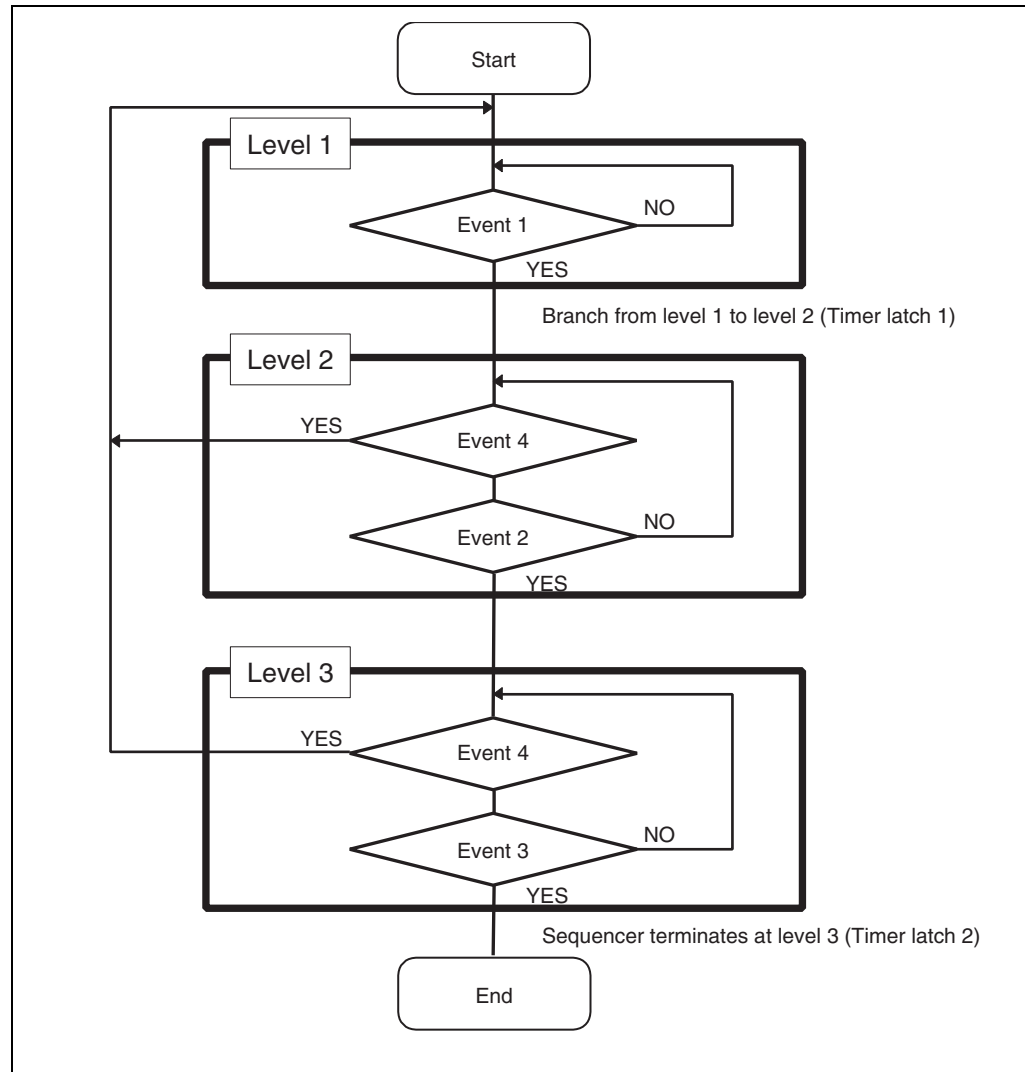 Start
Level 1
Event 1
NO
YES
Branch from level 1 to level 2 (Timer latch 1)
Level 2
YES
Event 4
Event 2
NO
YES
Level 3
YES
Event 4
Event 3
NO
YES
Sequencer terminates at level 3 (Timer latch 2)
End